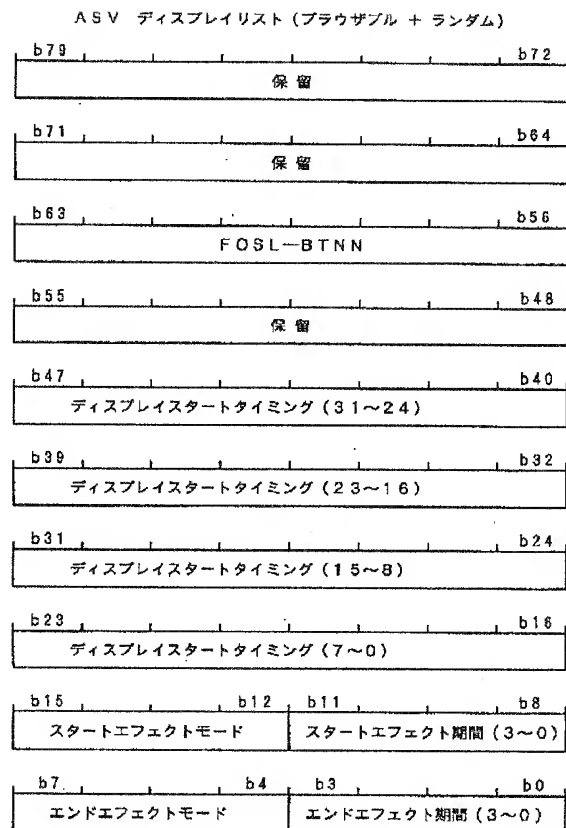 ASV ディスプレイリスト (ブラウザブル + ランダム)
b79 b72
保留
b71 b64
保留
b63 b56
FOSL—BTNN
b55 b48
保留
b47 b40
ディスプレイスタートタイミング (31〜24)
b39 b32
ディスプレイスタートタイミング (23〜16)
b31 b24
ディスプレイスタートタイミング (15〜8)
b23 b16
ディスプレイスタートタイミング (7〜0)
b15 b12 b11 b8
スタートエフェクトモード スタートエフェクト期間 (3〜0)
b7 b4 b3 b0
エンドエフェクトモード エンドエフェクト期間 (3〜0)